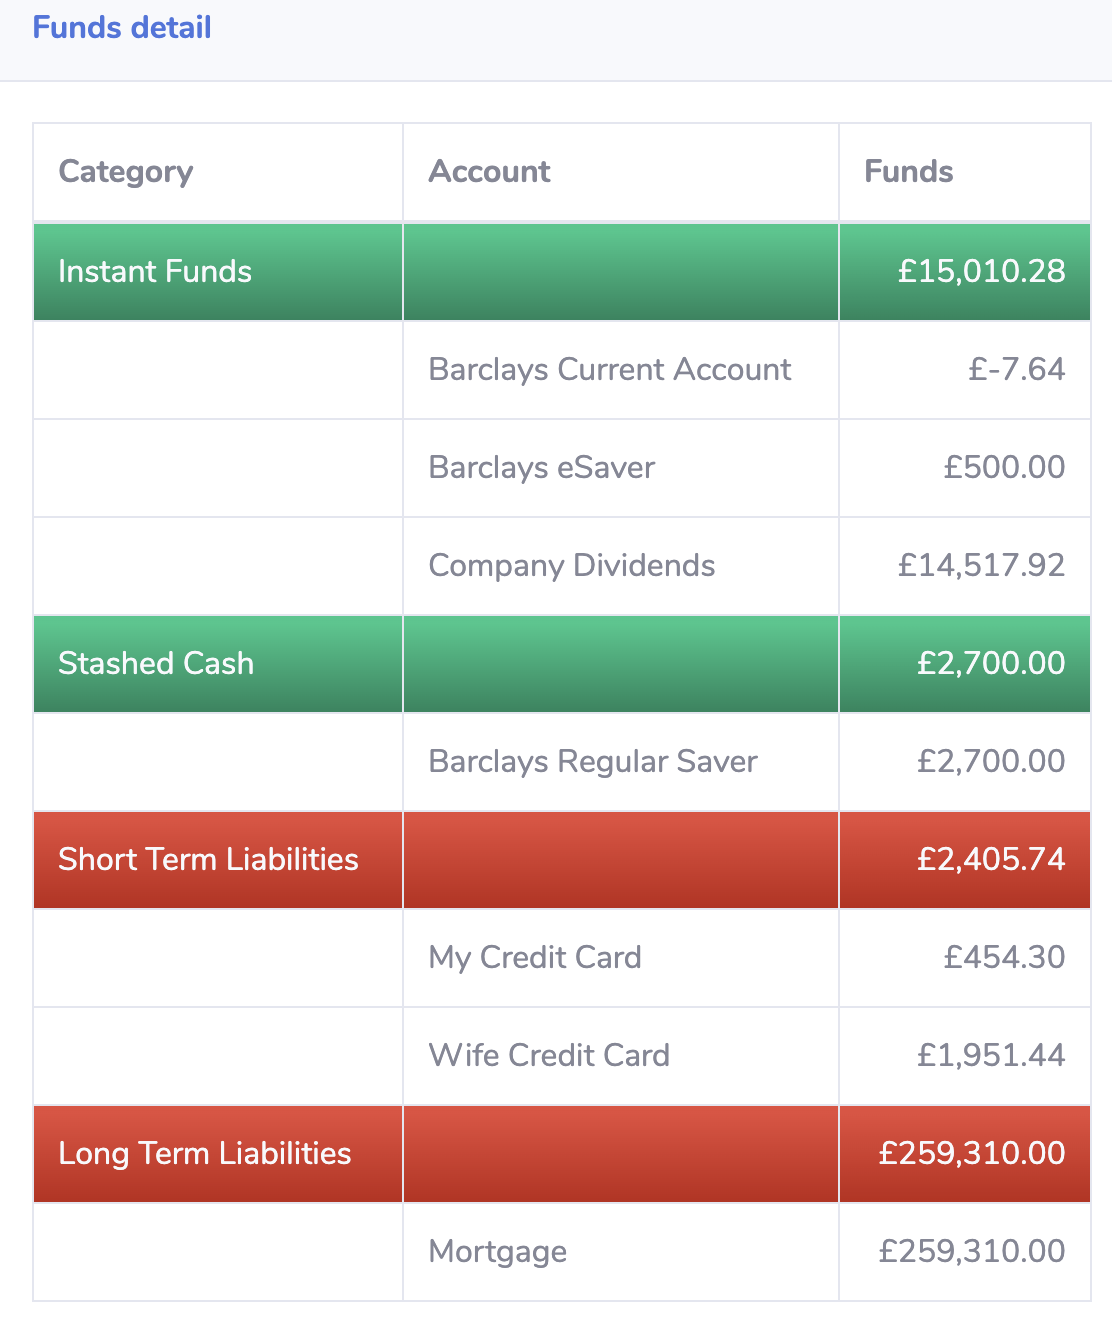 Funds detail
Category Account Funds
Instant Funds £15,010.28
Barclays Current Account £-7.64
Barclays eSaver £500.00
Company Dividends £14,517.92
Stashed Cash £2,700.00
Barclays Regular Saver £2,700.00
Short Term Liabilities £2,405.74
My Credit Card £454.30
Wife Credit Card £1,951.44
Long Term Liabilities £259,310.00
Mortgage £259,310.00